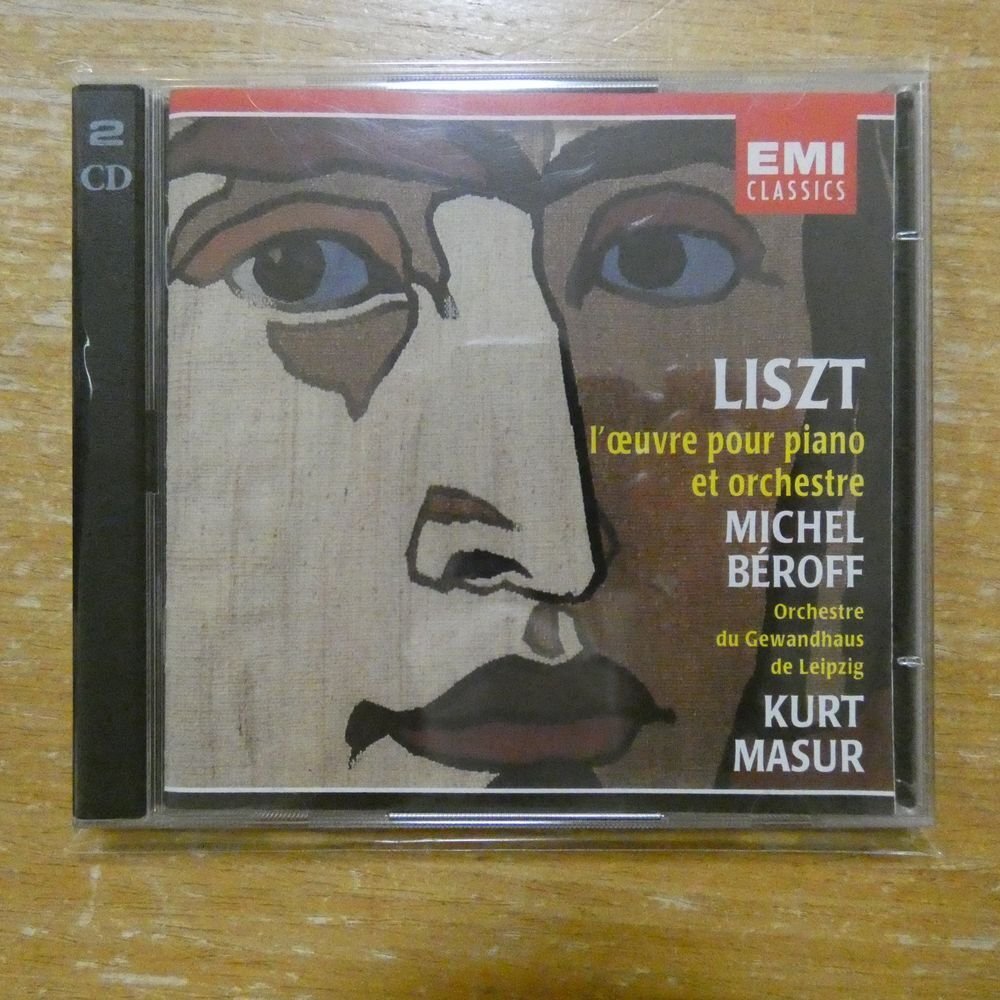 2
CD
EMI
CLASSICS
LISZT
l'œuvre pour piano
et orchestre
MICHEL
BÉROFF
Orchestre
du Gewandhaus
de Leipzig
KURT
MASUR